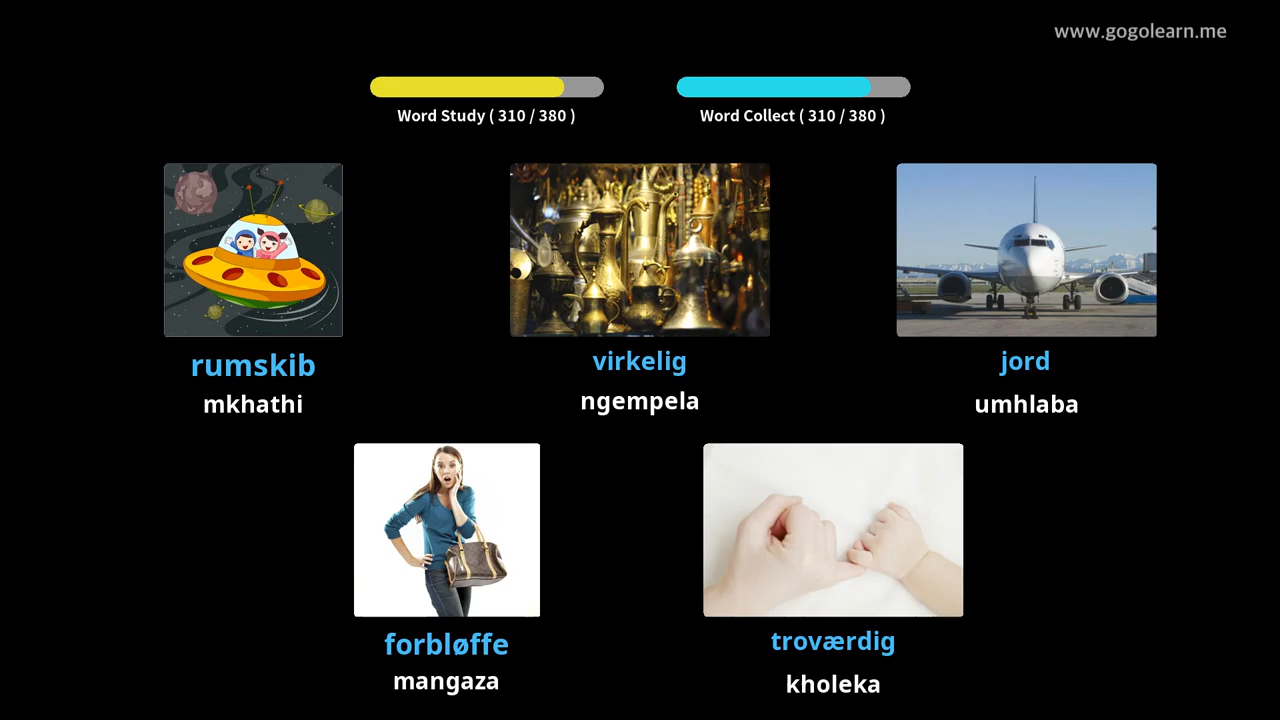 www.gogolearn.me
Word Study ( 310 / 380 )
Word Collect ( 310 / 380 )
rumskib
mkhathi
virkelig
ngempela
jord
umhlaba
forbløffe
mangaza
troværdig
kholeka